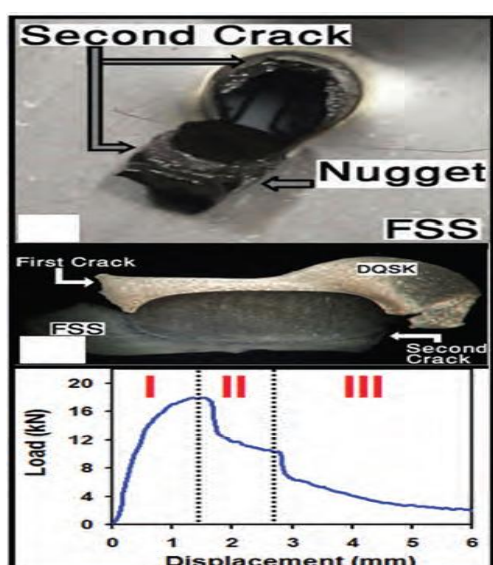 Second Crack
Nugget
FSS
First Crack
DQSK
FSS
Second
Crack
I II III
20
16
12
8
4
0
Load (kN)
0 1 2 3 4 5 6
Displacement (mm)